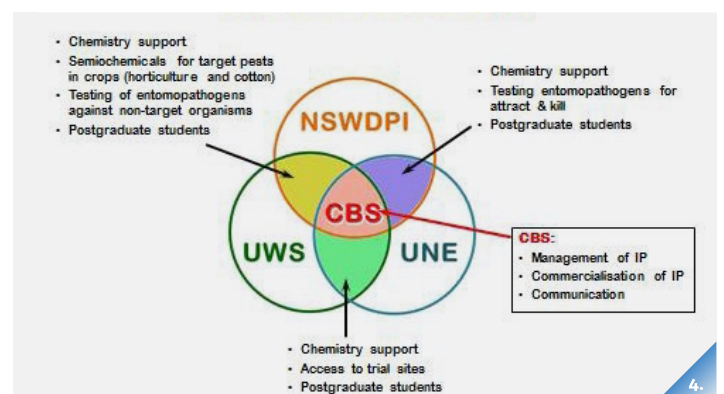 • Chemistry support
• Semiochemicals for target pests
in crops (horticulture and cotton)
• Testing of entomopathogens
against non-target organisms
• Postgraduate students
• Chemistry support
• Testing entomopathogens for
attract & kill
• Postgraduate students
NSWDPI
CBS
UWS
UNE
CBS:
• Management of IP
• Commercialisation of IP
• Communication
• Chemistry support
• Access to trial sites
• Postgraduate students
4.